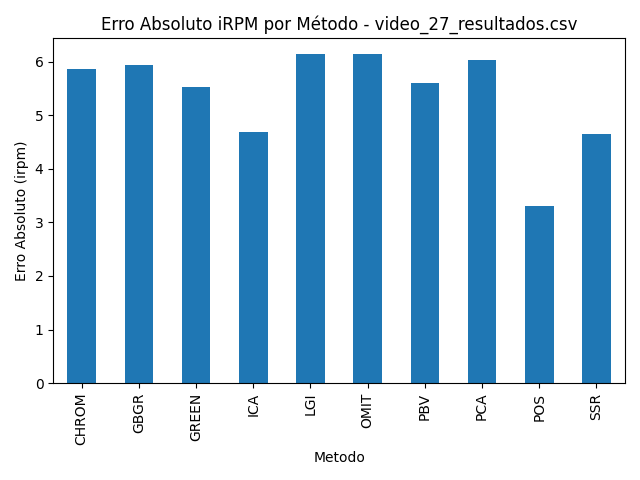 Erro Absoluto iRPM por Método - video_27_resultados.csv
Erro Absoluto (irpm)
6
5
4
3
2
1
0
CHROM
GBGR
GREEN
ICA
LGI
OMIT
PBV
PCA
POS
SSR
Metodo